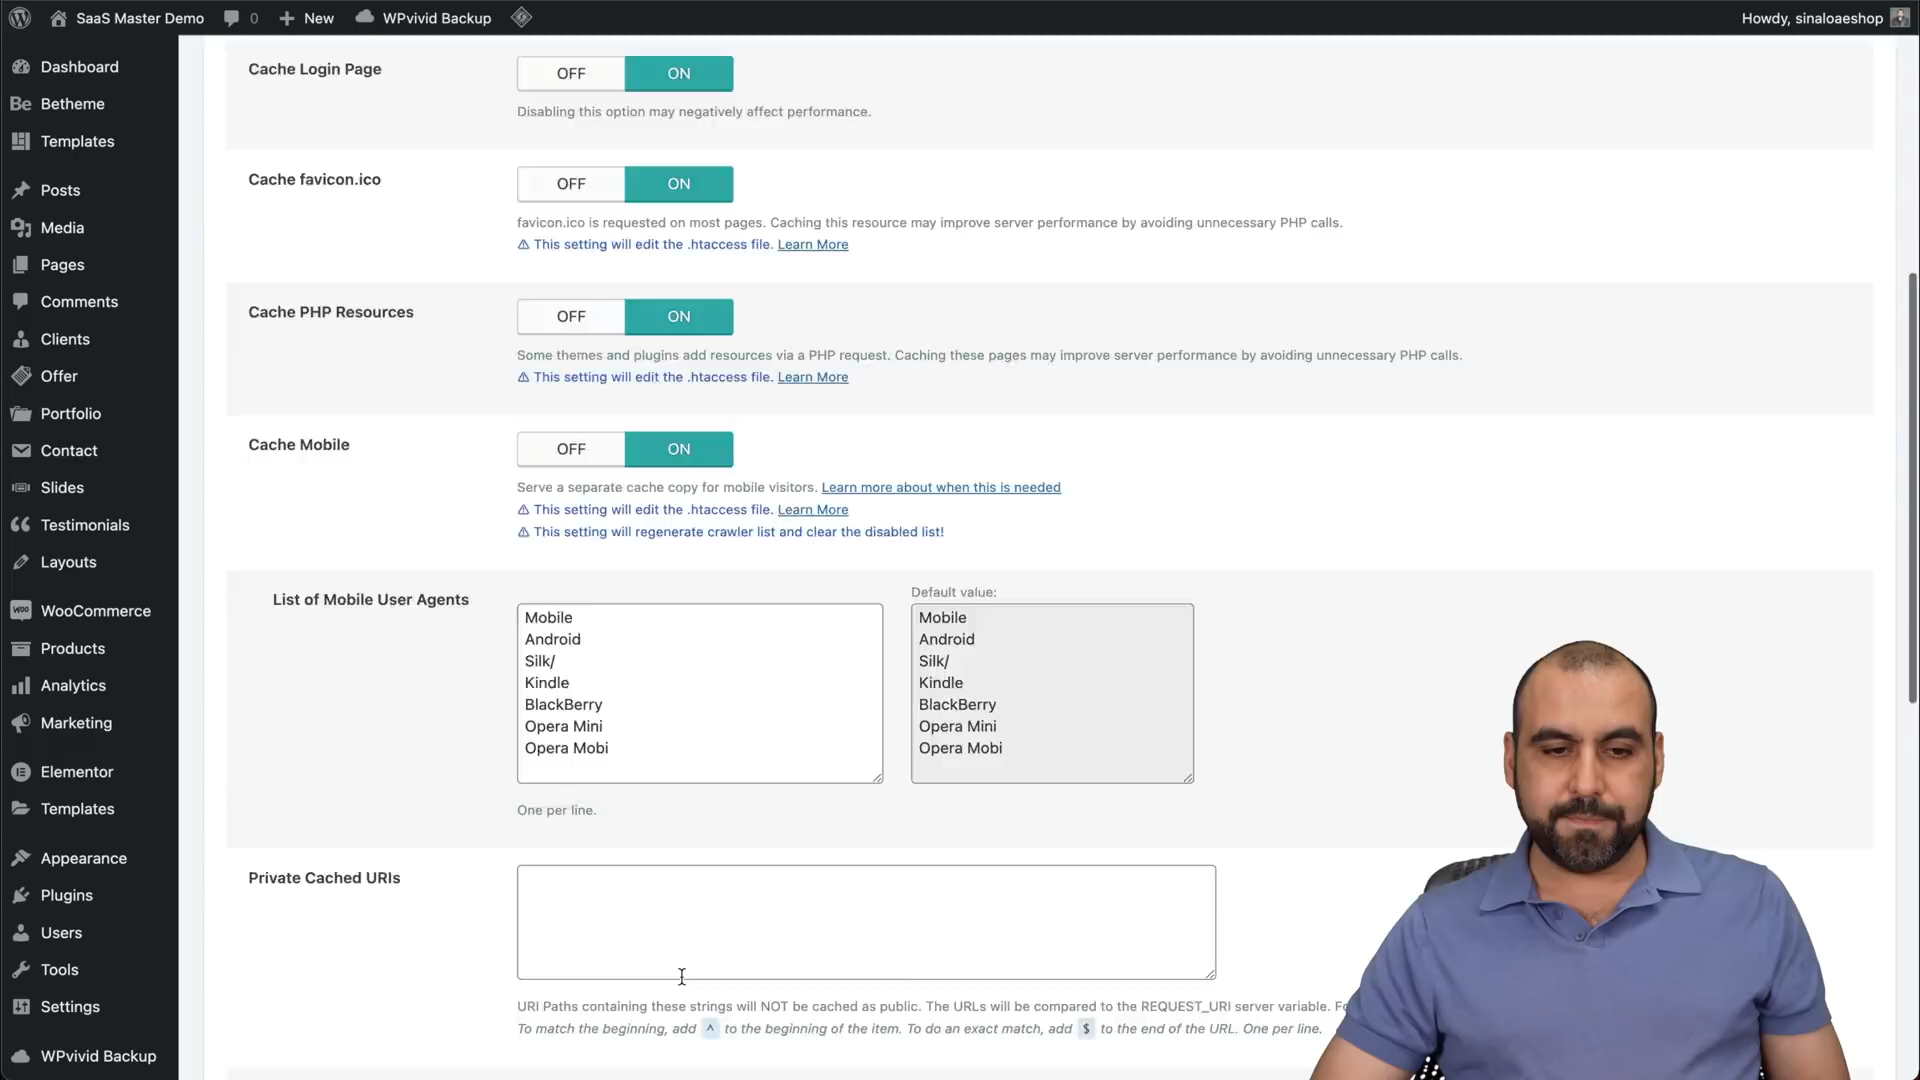 SaaS Master Demo 0 New WPvivid Backup Howdy, sinaloaeshop
Dashboard
Be Betheme
Templates
Posts
Media
Pages
Comments
Clients
Offer
Portfolio
Contact
Slides
Testimonials
Layouts
WOO WooCommerce
Products
Analytics
Marketing
Elementor
Templates
Appearance
Plugins
Users
Tools
Settings
WPvivid Backup
Cache Login Page
OFF ON
Disabling this option may negatively affect performance.
Cache favicon.ico
OFF ON
favicon.ico is requested on most pages. Caching this resource may improve server performance by avoiding unnecessary PHP calls.
This setting will edit the .htaccess file. Learn More
Cache PHP Resources
OFF ON
Some themes and plugins add resources via a PHP request. Caching these pages may improve server performance by avoiding unnecessary PHP calls.
This setting will edit the .htaccess file. Learn More
Cache Mobile
OFF ON
Serve a separate cache copy for mobile visitors. Learn more about when this is needed
This setting will edit the .htaccess file. Learn More
This setting will regenerate crawler list and clear the disabled list!
List of Mobile User Agents
Mobile
Android
Silk/
Kindle
BlackBerry
Opera Mini
Opera Mobi
One per line.
Default value:
Mobile
Android
Silk/
Kindle
BlackBerry
Opera Mini
Opera Mobi
Private Cached URIs
URI Paths containing these strings will NOT be cached as public. The URLs will be compared to the REQUEST_URI server variable.
To match the beginning, add ^ to the beginning of the item. To do an exact match, add $ to the end of the URL. One per line.